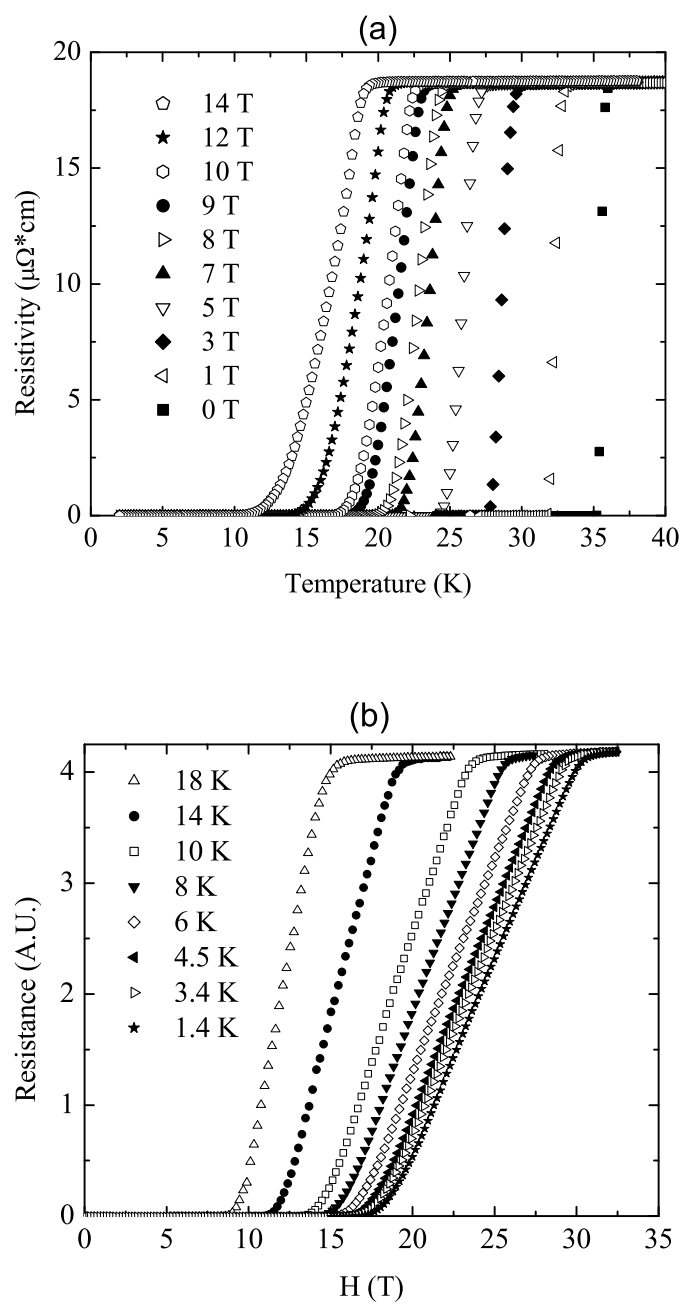 (a)
20
15
10
5
0
Resistivity (μΩ*cm)
14 T
12 T
10 T
9 T
8 T
7 T
5 T
3 T
1 T
0 T
0 5 10 15 20 25 30 35 40
Temperature (K)
(b)
4
3
2
1
0
Resistance (A.U.)
18 K
14 K
10 K
8 K
6 K
4.5 K
3.4 K
1.4 K
0 5 10 15 20 25 30 35
H (T)